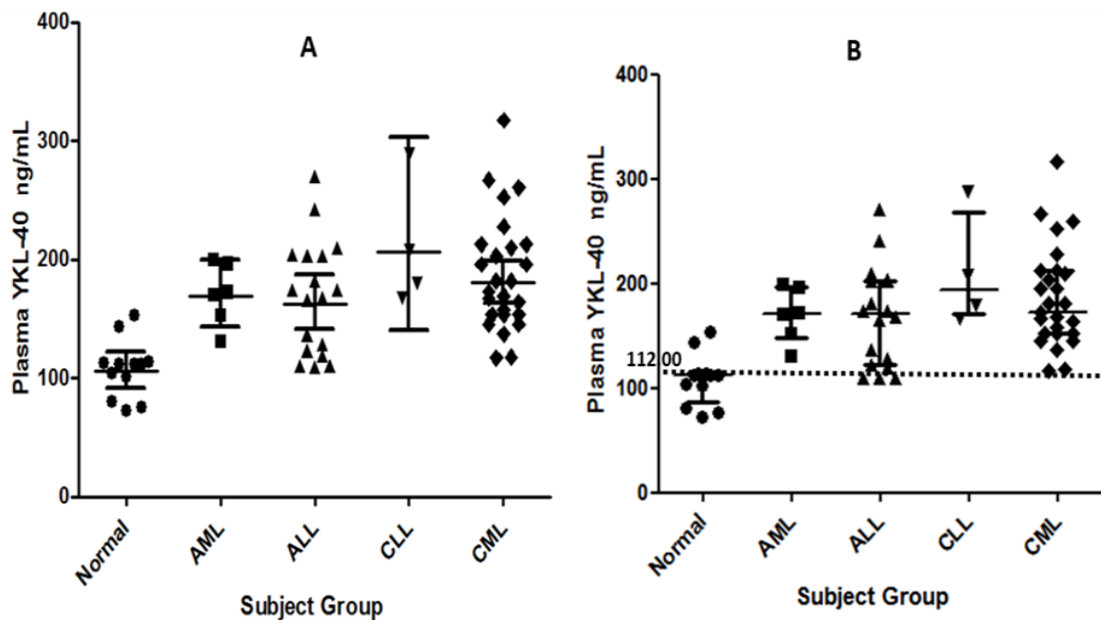 A
Plasma YKL-40 ng/mL
400
300
200
100
0
Normal
AML
ALL
CLL
CML
Subject Group
B
Plasma YKL-40 ng/mL
400
300
200
112.00
100
0
Normal
AML
ALL
CLL
CML
Subject Group